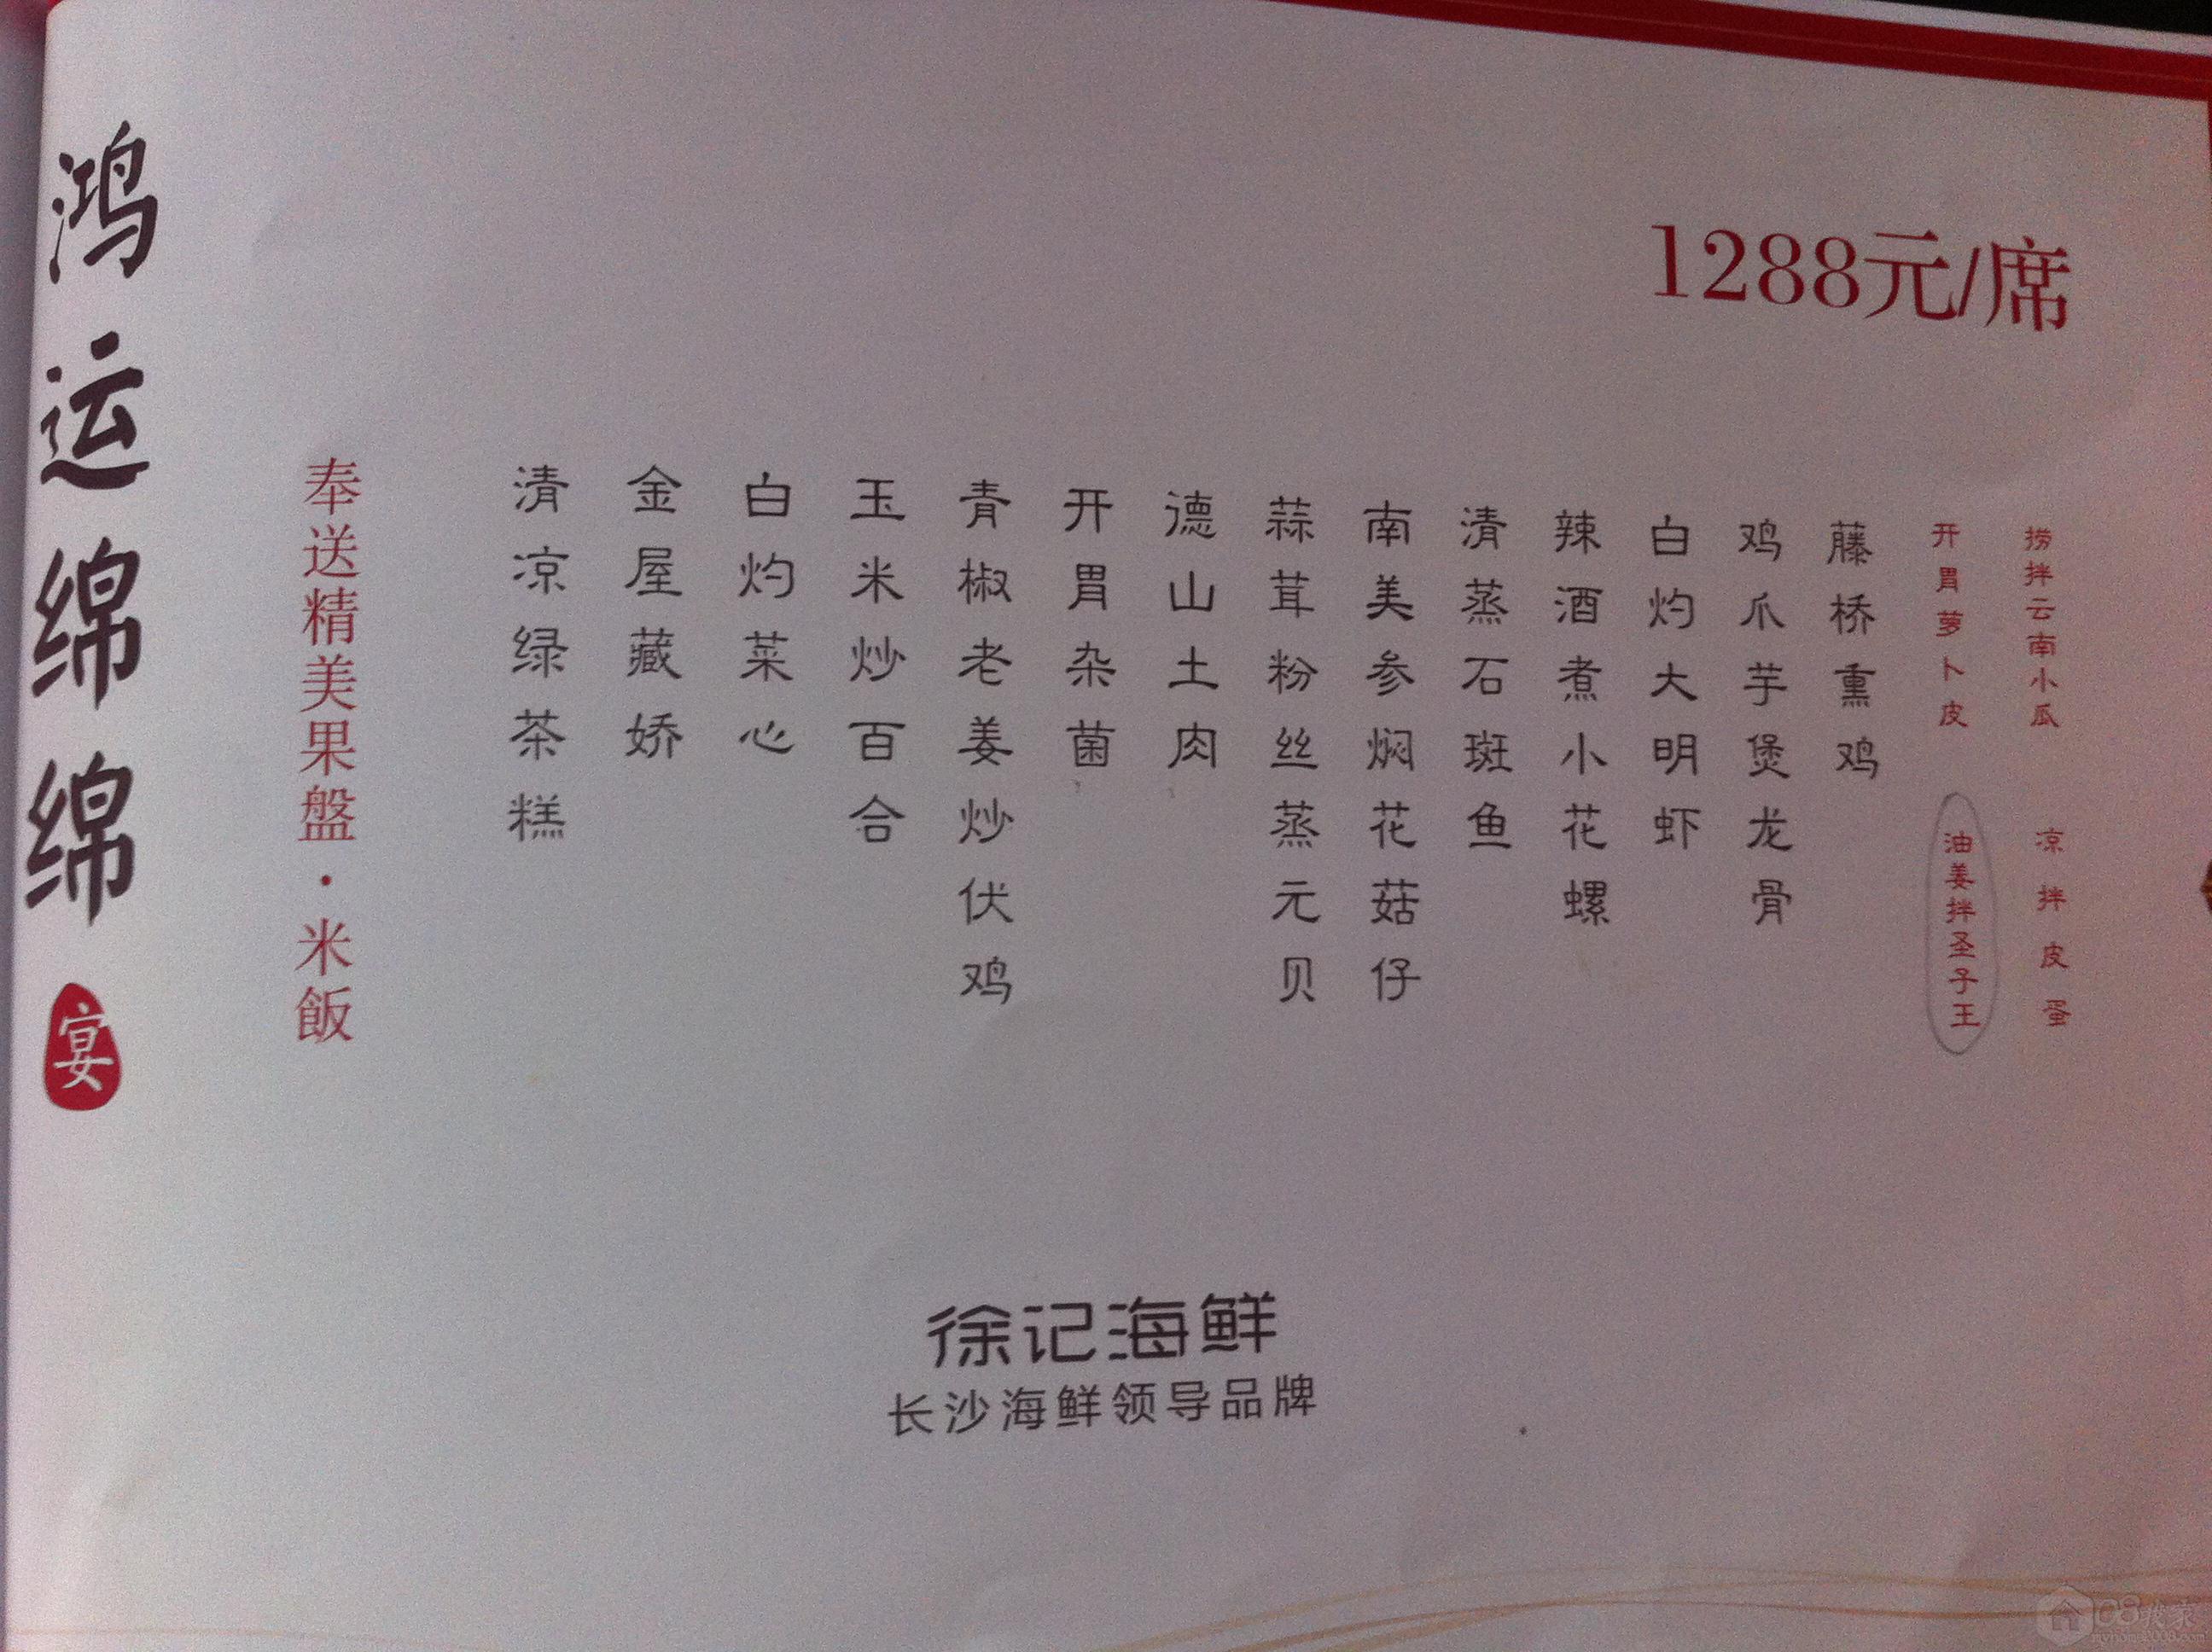 鸿运绵绵
宴
1288元/席
捞拌云南小瓜
凉拌皮蛋
开胃萝卜皮
油姜拌圣子王
藤桥熏鸡
鸡爪芋煲龙骨
白灼大明虾
辣酒煮小花螺
清蒸石斑鱼
南美参焖花菇仔
蒜茸粉丝蒸元贝
德山土肉
开胃杂菌
青椒老姜炒伏鸡
玉米炒百合
白灼菜心
金屋藏娇
清凉绿茶糕
奉送精美果盤·米飯
徐记海鲜
长沙海鲜领导品牌